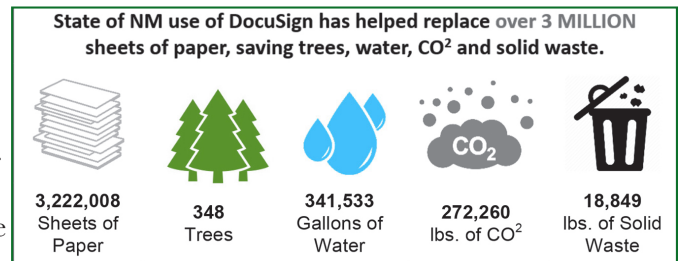 State of NM use of DocuSign has helped replace over 3 MILLION
sheets of paper, saving trees, water, CO² and solid waste.
CO₂
3,222,008
Sheets of
Paper
348
Trees
341,533
Gallons of
Water
272,260
lbs. of CO²
18,849
lbs. of Solid
Waste